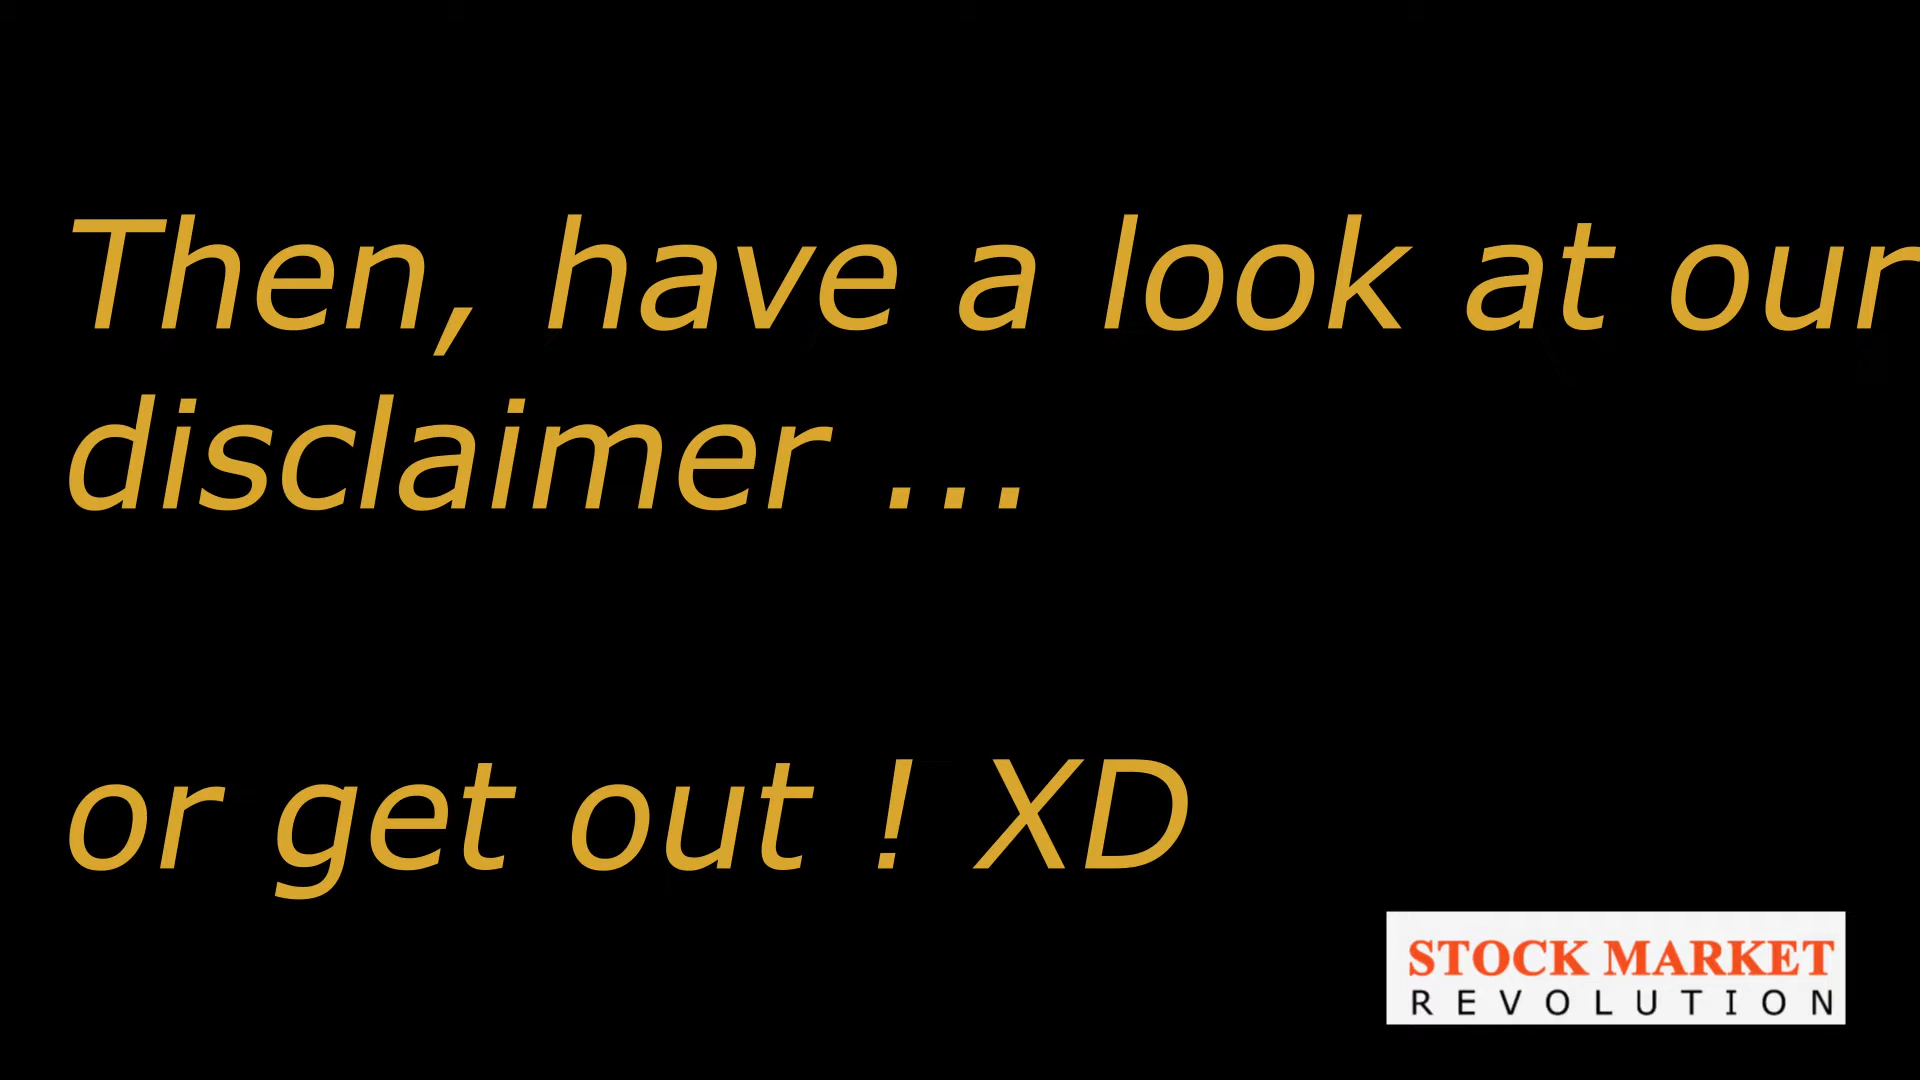 Then, have a look at our
disclaimer ...
or get out ! XD
STOCK MARKET
REVOLUTION